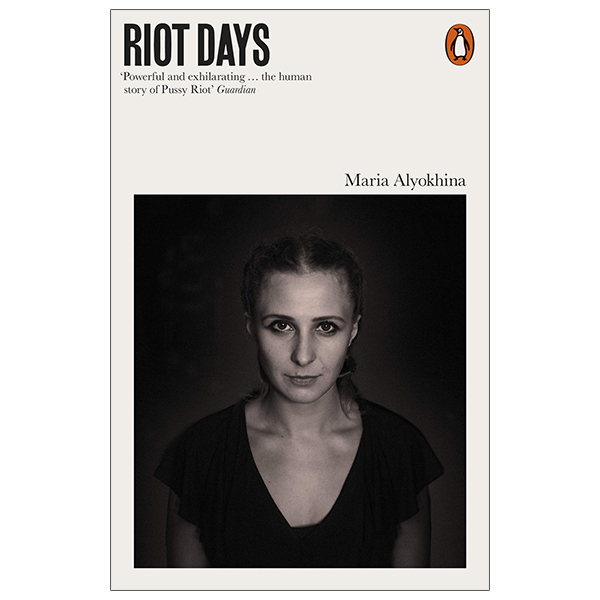 RIOT DAYS
‘Powerful and exhilarating … the human
story of Pussy Riot’ Guardian
Maria Alyokhina